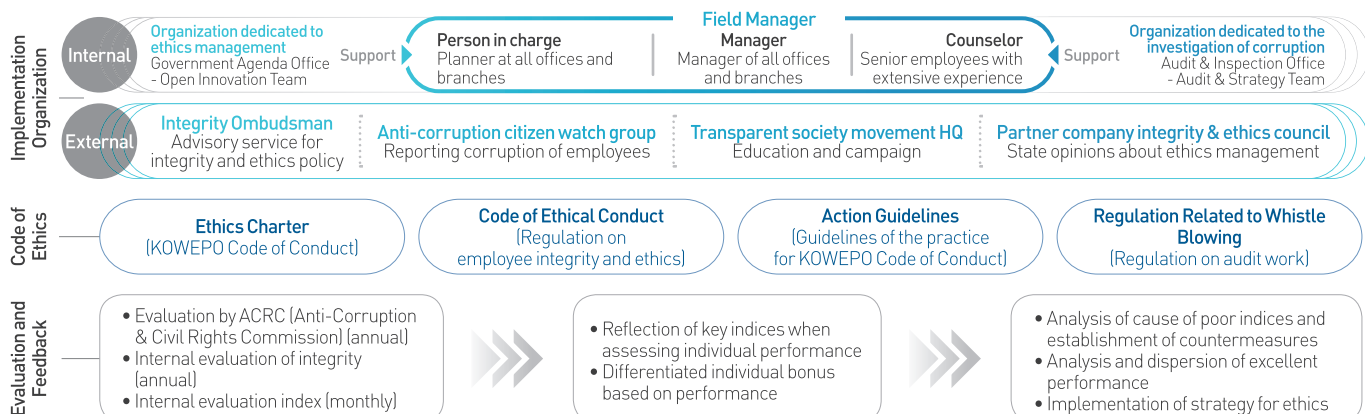 Implementation
Organization
Internal
Organization dedicated to
ethics management
Government Agenda Office
- Open Innovation Team
Support
Field Manager
Person in charge
Planner at all offices and
branches
Manager
Manager of all offices
and branches
Counselor
Senior employees with
extensive experience
Support
Organization dedicated to the
investigation of corruption
Audit & Inspection Office
- Audit & Strategy Team
External
Integrity Ombudsman
Advisory service for
integrity and ethics policy
Anti-corruption citizen watch group
Reporting corruption of employees
Transparent society movement HQ
Education and campaign
Partner company integrity & ethics council
State opinions about ethics management
Code of
Ethics
Ethics Charter
(KOWEPO Code of Conduct)
Code of Ethical Conduct
(Regulation on
employee integrity and ethics)
Action Guidelines
(Guidelines of the practice
for KOWEPO Code of Conduct)
Regulation Related to Whistle
Blowing
(Regulation on audit work)
Evaluation and
Feedback
• Evaluation by ACRC (Anti-Corruption
& Civil Rights Commission) (annual)
• Internal evaluation of integrity
(annual)
• Internal evaluation index (monthly)
• Reflection of key indices when
assessing individual performance
• Differentiated individual bonus
based on performance
• Analysis of cause of poor indices and
establishment of countermeasures
• Analysis and dispersion of excellent
performance
• Implementation of strategy for ethics